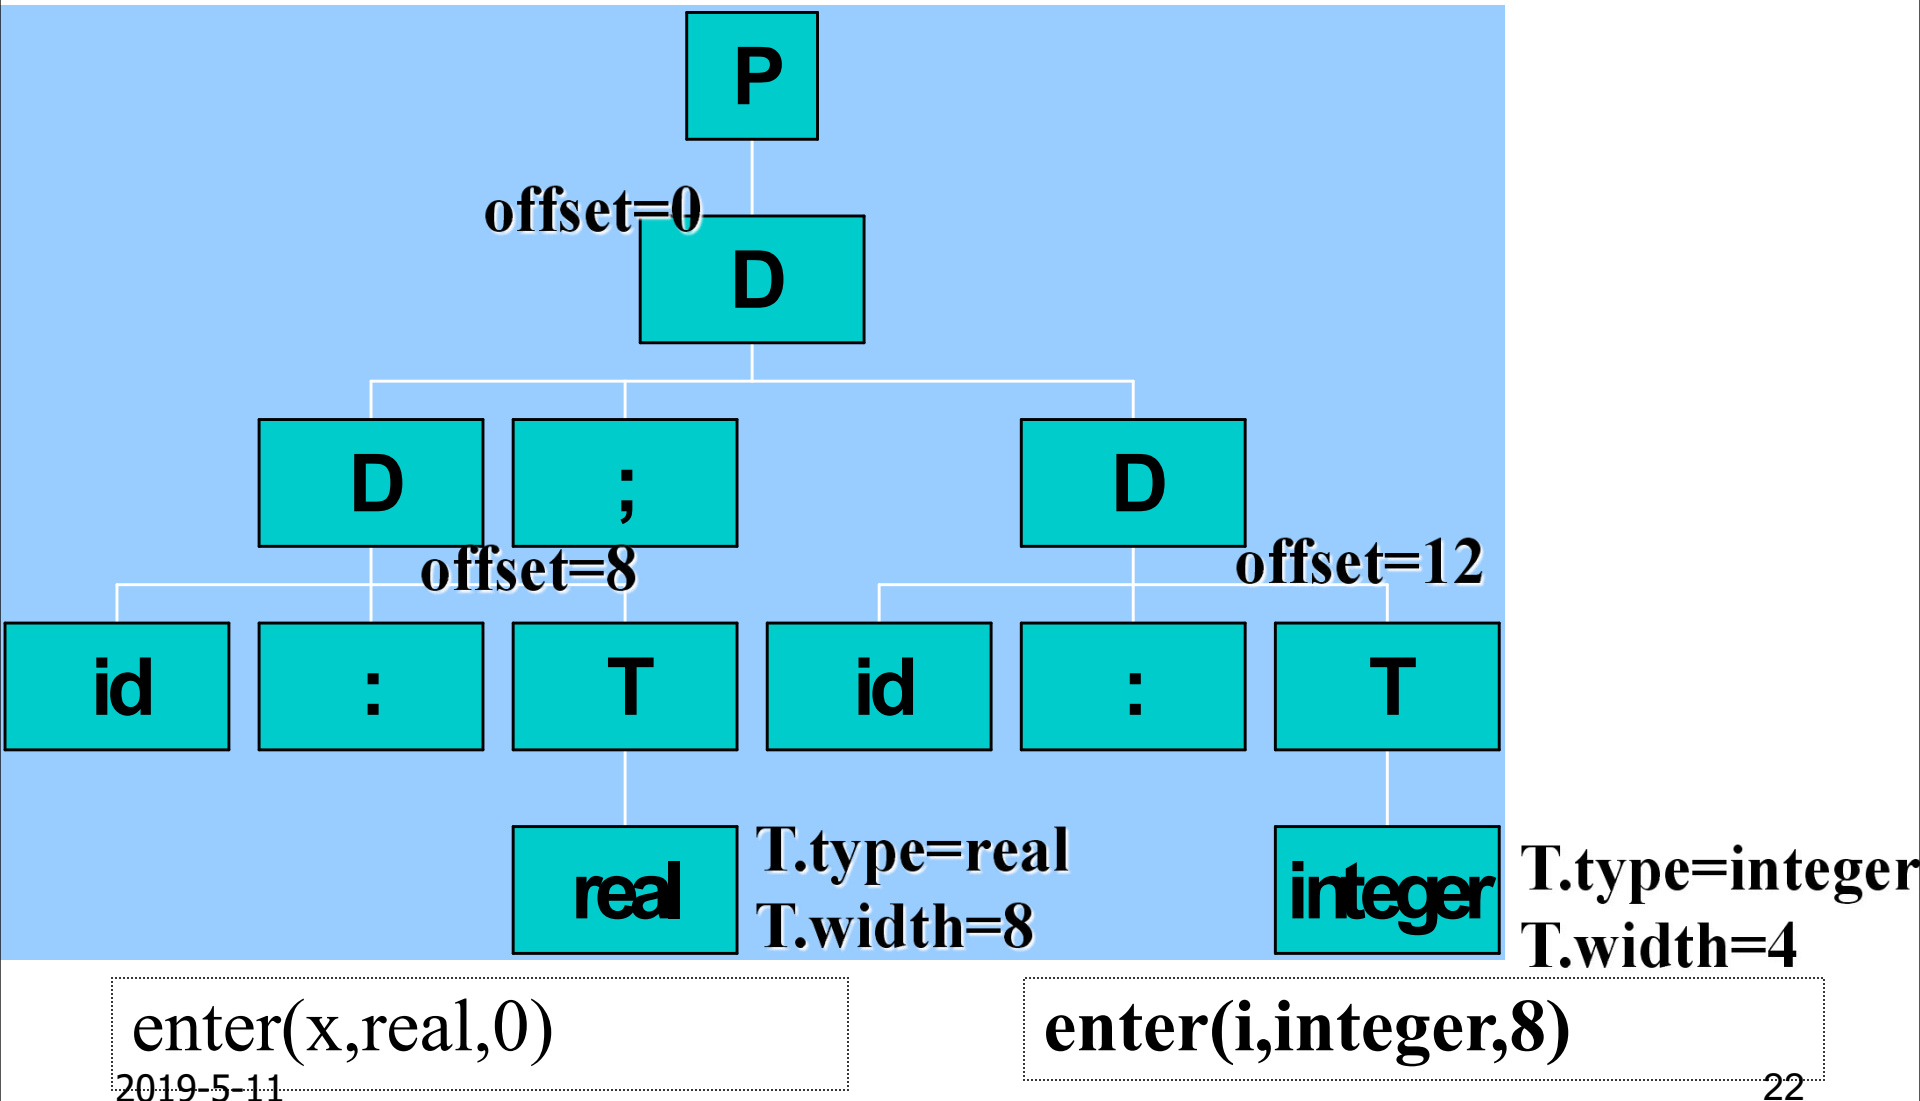 P
offset=0
D
D
;
D
offset=8
offset=12
id
:
T
id
:
T
real
T.type=real
T.width=8
integer
T.type=integer
T.width=4
enter(x,real,0)
enter(i,integer,8)
2019-5-11
22